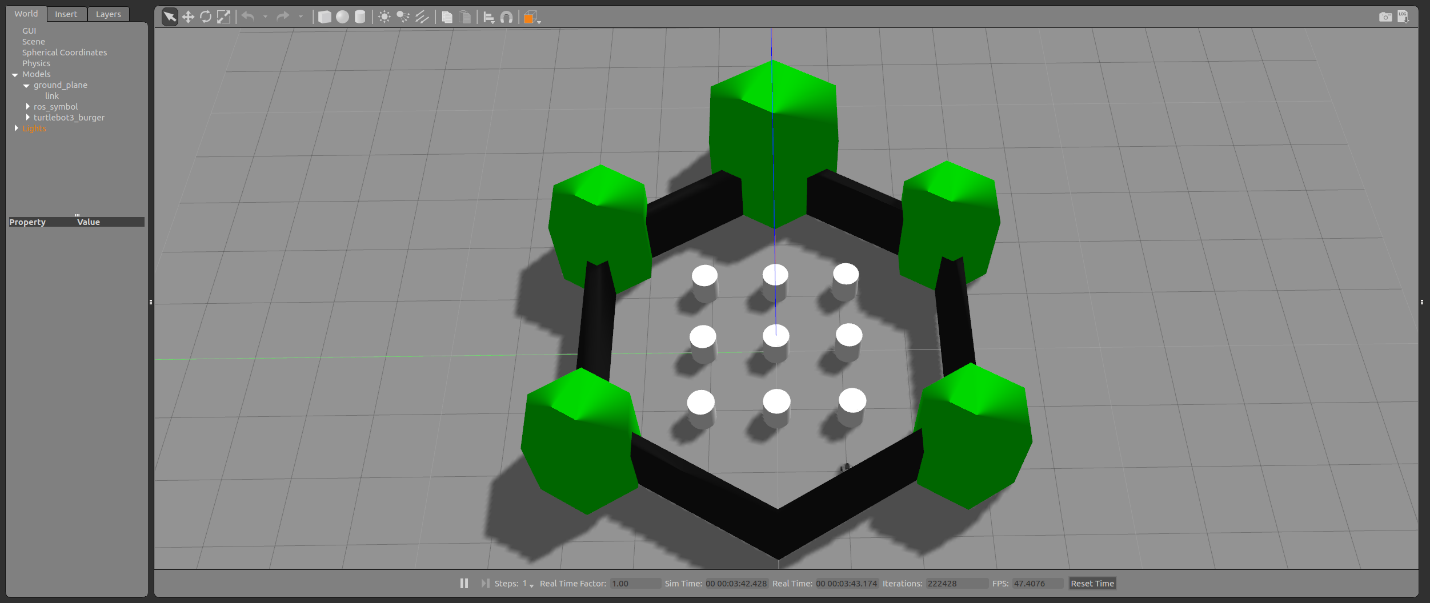 World Insert Layers
GUI
Scene
Spherical Coordinates
Physics
Models
ground_plane
link
ros_symbol
turtlebot3_burger
Lights
Property Value
Steps: 1 Real Time Factor: 1.00 Sim Time: 00 00:03:42.428 Real Time: 00 00:03:43.174 Iterations: 222428 FPS: 47.4076 Reset Time